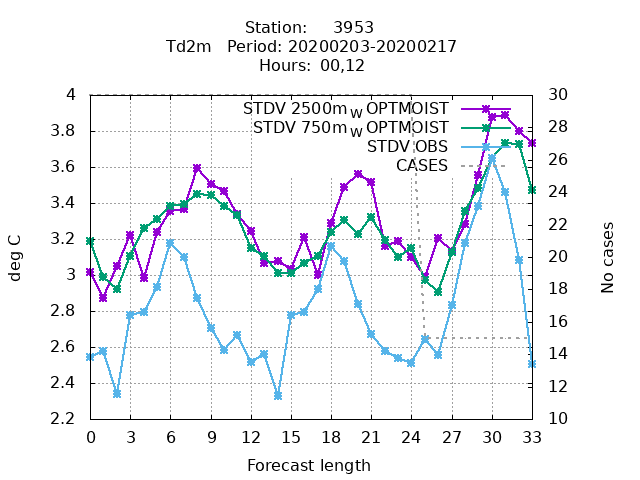 Station: 3953
Td2m Period: 20200203-20200217
Hours: 00,12
STDV 2500m_W OPTMOIST
STDV 750m_W OPTMOIST
STDV OBS
CASES
4
3.8
3.6
3.4
3.2
3
2.8
2.6
2.4
2.2
deg C
30
28
26
24
22
20
18
16
14
12
10
No cases
0 3 6 9 12 15 18 21 24 27 30 33
Forecast length